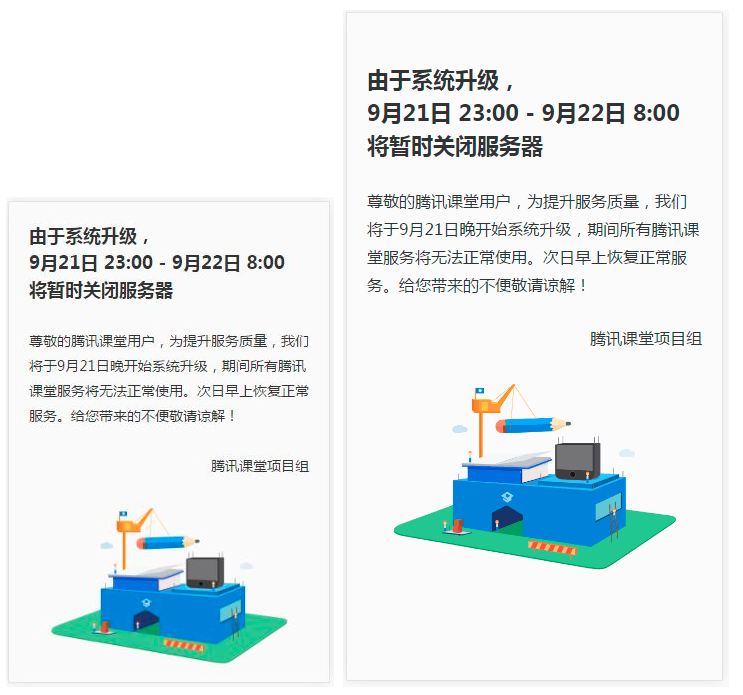 由于系统升级，
9月21日 23:00 - 9月22日 8:00
将暂时关闭服务器
尊敬的腾讯课堂用户，为提升服务质量，我们
将于9月21日晚开始系统升级，期间所有腾讯
课堂服务将无法正常使用。次日早上恢复正常
服务。给您带来的不便敬请谅解！
腾讯课堂项目组
由于系统升级，
9月21日 23:00 - 9月22日 8:00
将暂时关闭服务器
尊敬的腾讯课堂用户，为提升服务质量，我们
将于9月21日晚开始系统升级，期间所有腾讯课
堂服务将无法正常使用。次日早上恢复正常服
务。给您带来的不便敬请谅解！
腾讯课堂项目组